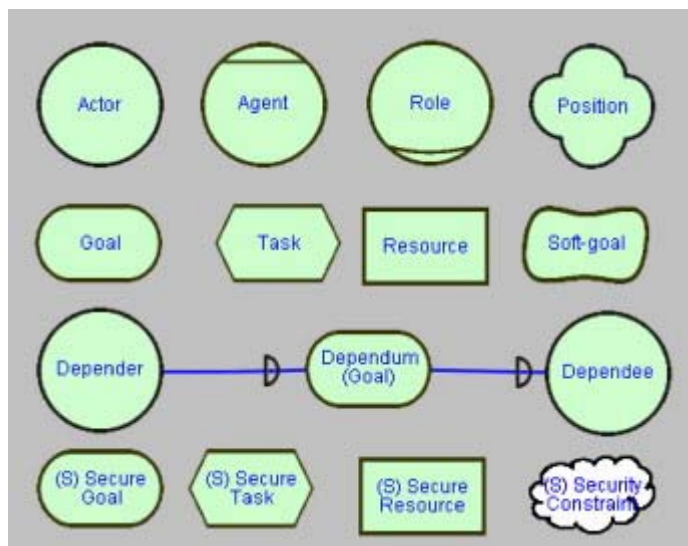 Actor
Agent
Role
Position
Goal
Task
Resource
Soft-goal
Depender
Dependum
(Goal)
Dependee
(S) Secure
Goal
(S) Secure
Task
(S) Secure
Resource
(S) Security
Constraint